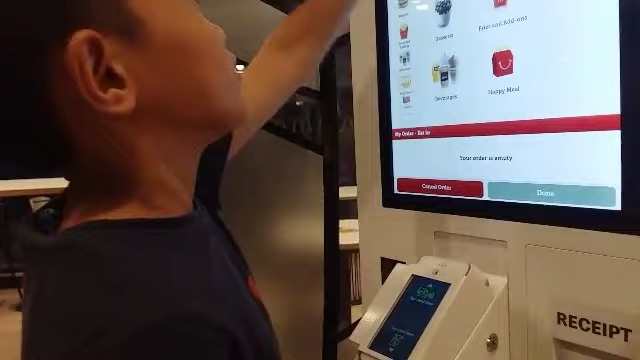 Desserts
Fries and Add-ons
Beverages
Happy Meal
My Order - Eat In
Your order is empty
Cancel Order
Done
RECEIPT